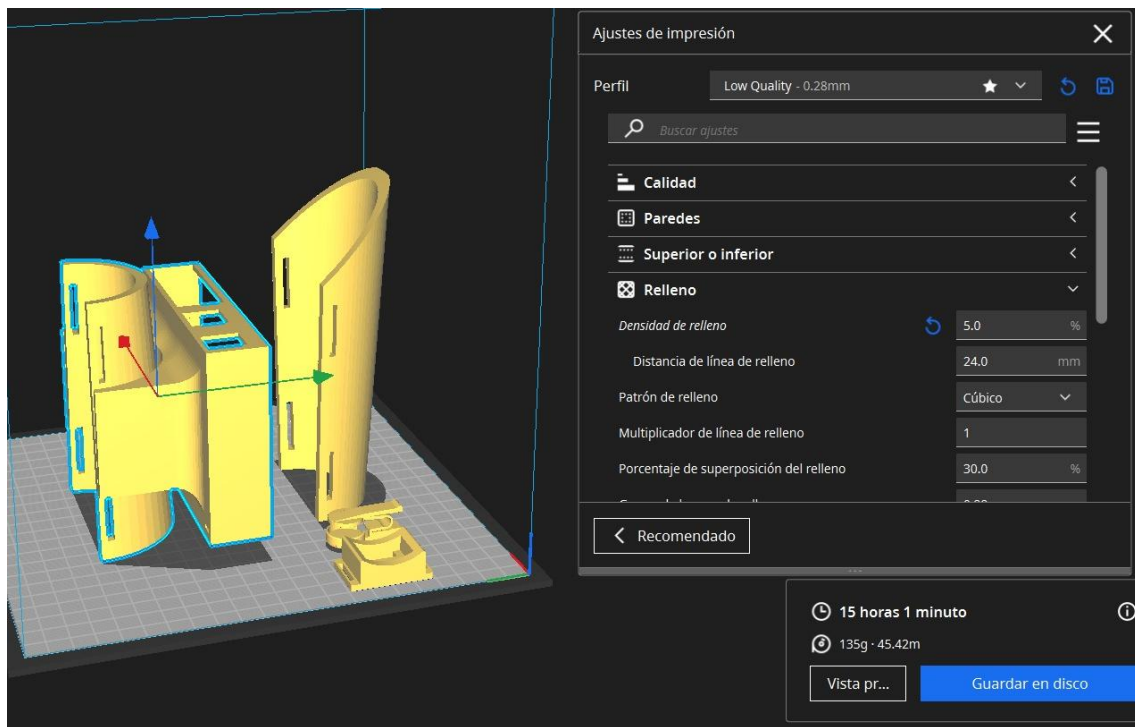 Ajustes de impresión
Perfil Low Quality - 0.28mm
Buscar ajustes
Calidad
Paredes
Superior o inferior
Relleno
Densidad de relleno 5.0 %
Distancia de línea de relleno 24.0 mm
Patrón de relleno Cúbico
Multiplicador de línea de relleno 1
Porcentaje de superposición del relleno 30.0 %
Recomendado
15 horas 1 minuto
135g · 45.42m
Vista pr... Guardar en disco